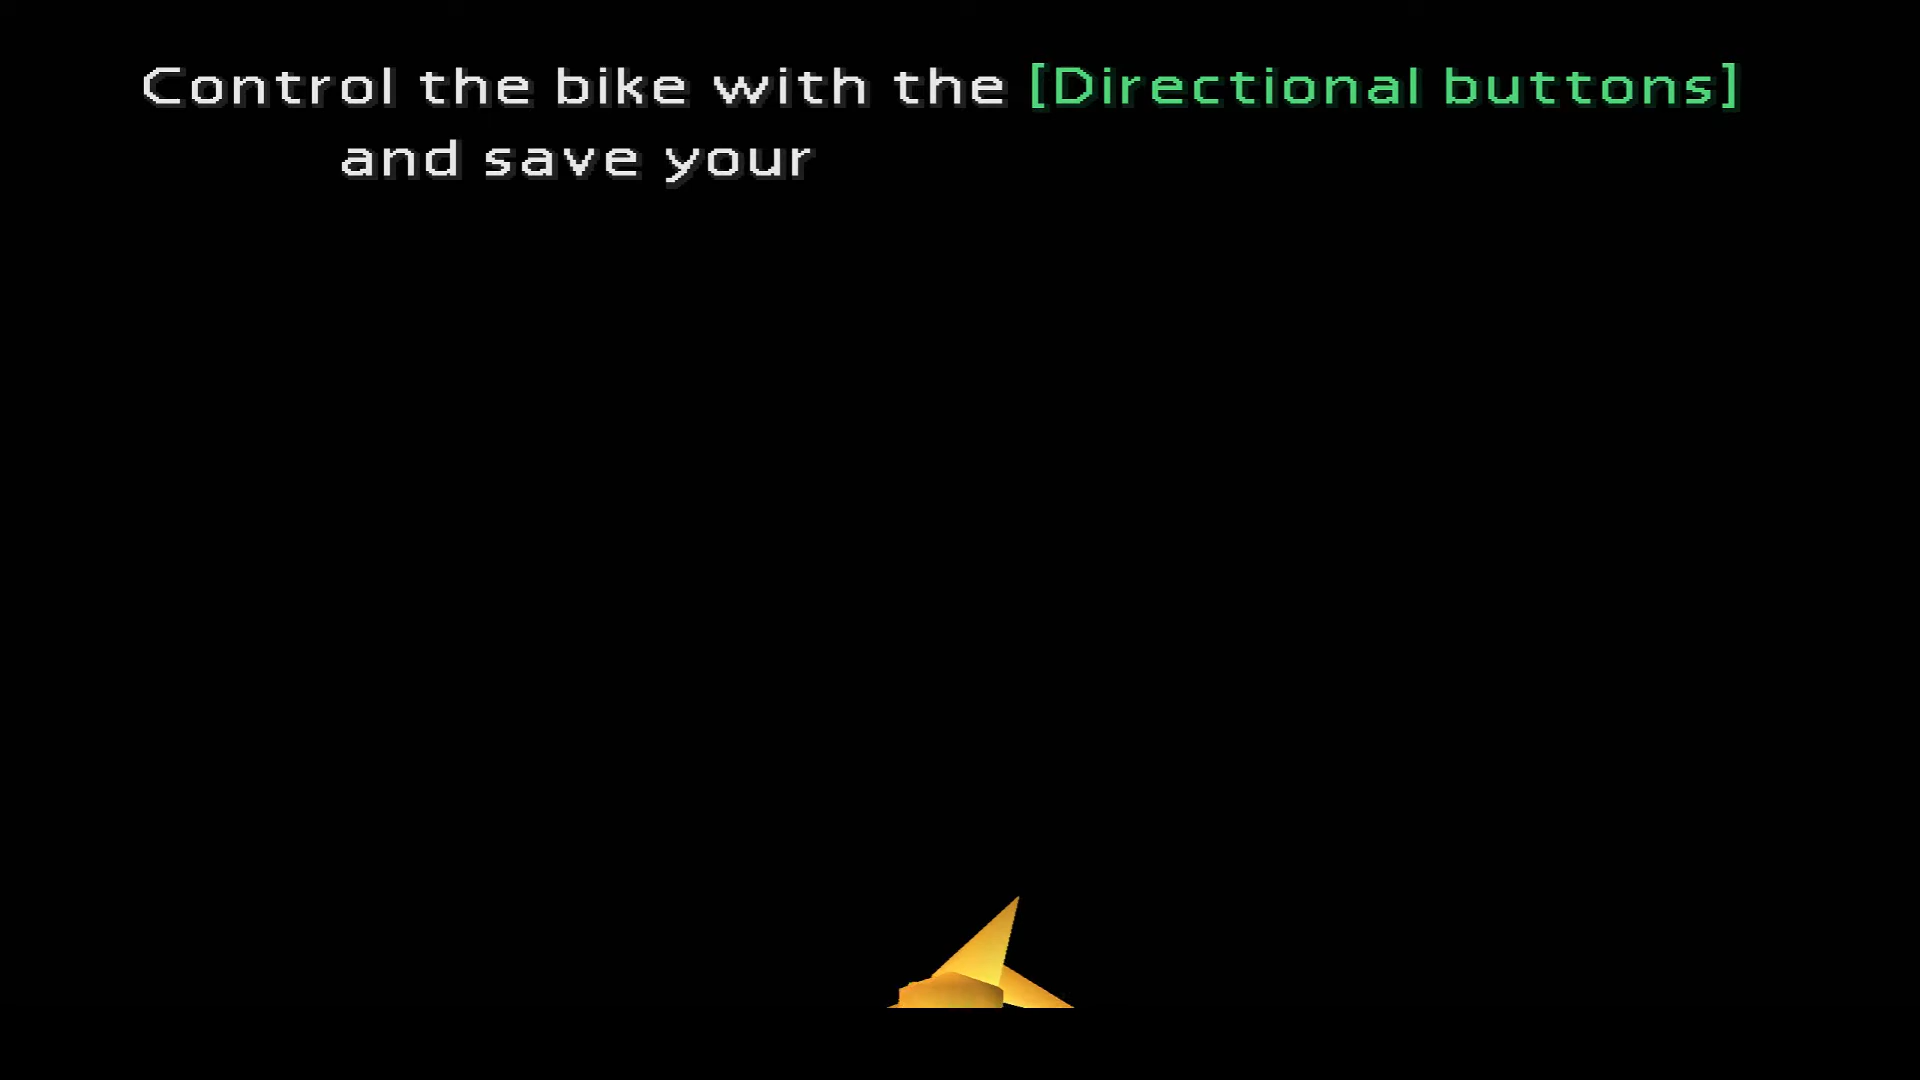 Control the bike with the [Directional buttons]
and save your